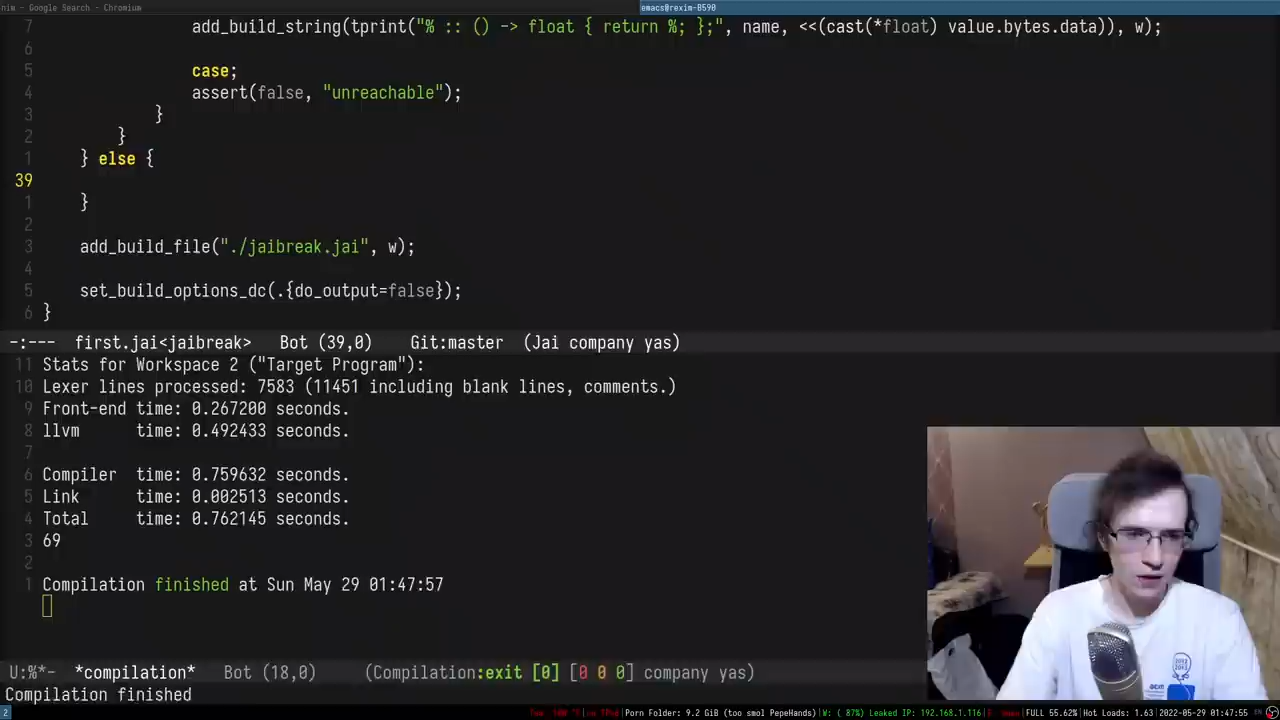 nim - Google Search - Chromium
emacs@rexim-B590
7 add_build_string(tprint("% :: () -> float { return %; };", name, <<(cast(*float) value.bytes.data)), w);
6
5 case;
4 assert(false, "unreachable");
3 }
2 }
1 } else {
39
1 }
2
3 add_build_file("./jaibreak.jai", w);
4
5 set_build_options_dc(.{do_output=false});
6 }
-:--- first.jai<jaibreak> Bot (39,0) Git:master (Jai company yas)
11 Stats for Workspace 2 ("Target Program"):
10 Lexer lines processed: 7583 (11451 including blank lines, comments.)
9 Front-end time: 0.267200 seconds.
8 llvm time: 0.492433 seconds.
7
6 Compiler time: 0.759632 seconds.
5 Link time: 0.002513 seconds.
4 Total time: 0.762145 seconds.
3 69
2
1 Compilation finished at Sun May 29 01:47:57
U:%*- *compilation* Bot (18,0) (Compilation:exit [0] [0 0 0] company yas)
Compilation finished
2 Porn Folder: 9.2 GiB (too smol PepeHands) W: ( 87%) Leaked IP: 192.168.1.116 FULL 55.62% Hot Loads: 1.63 2022-05-29 01:47:55